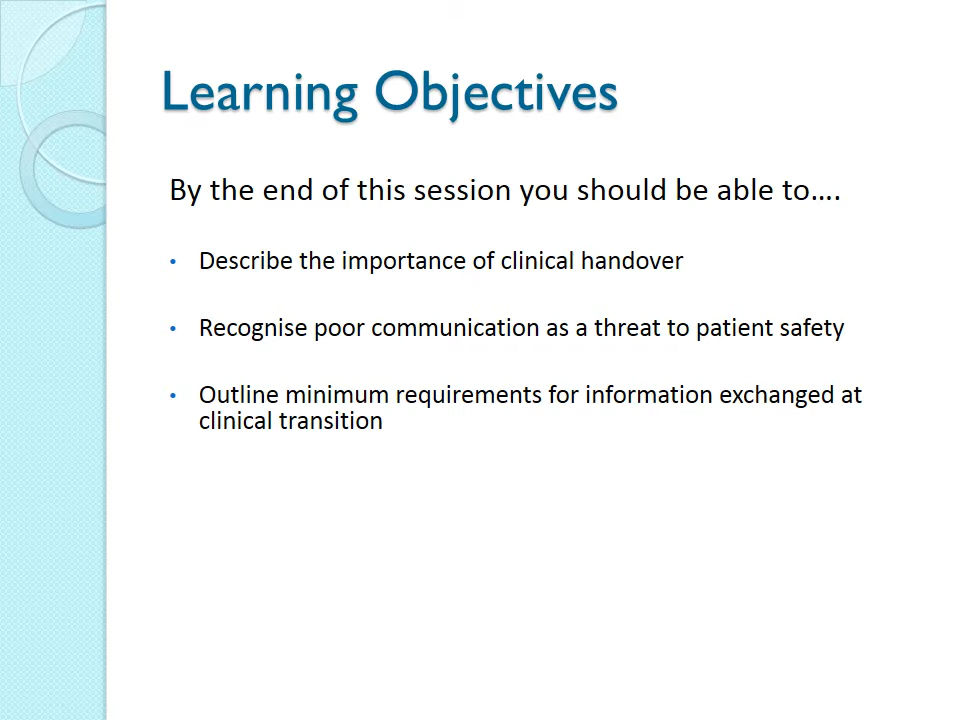 Learning Objectives
By the end of this session you should be able to....
• Describe the importance of clinical handover
• Recognise poor communication as a threat to patient safety
• Outline minimum requirements for information exchanged at
clinical transition